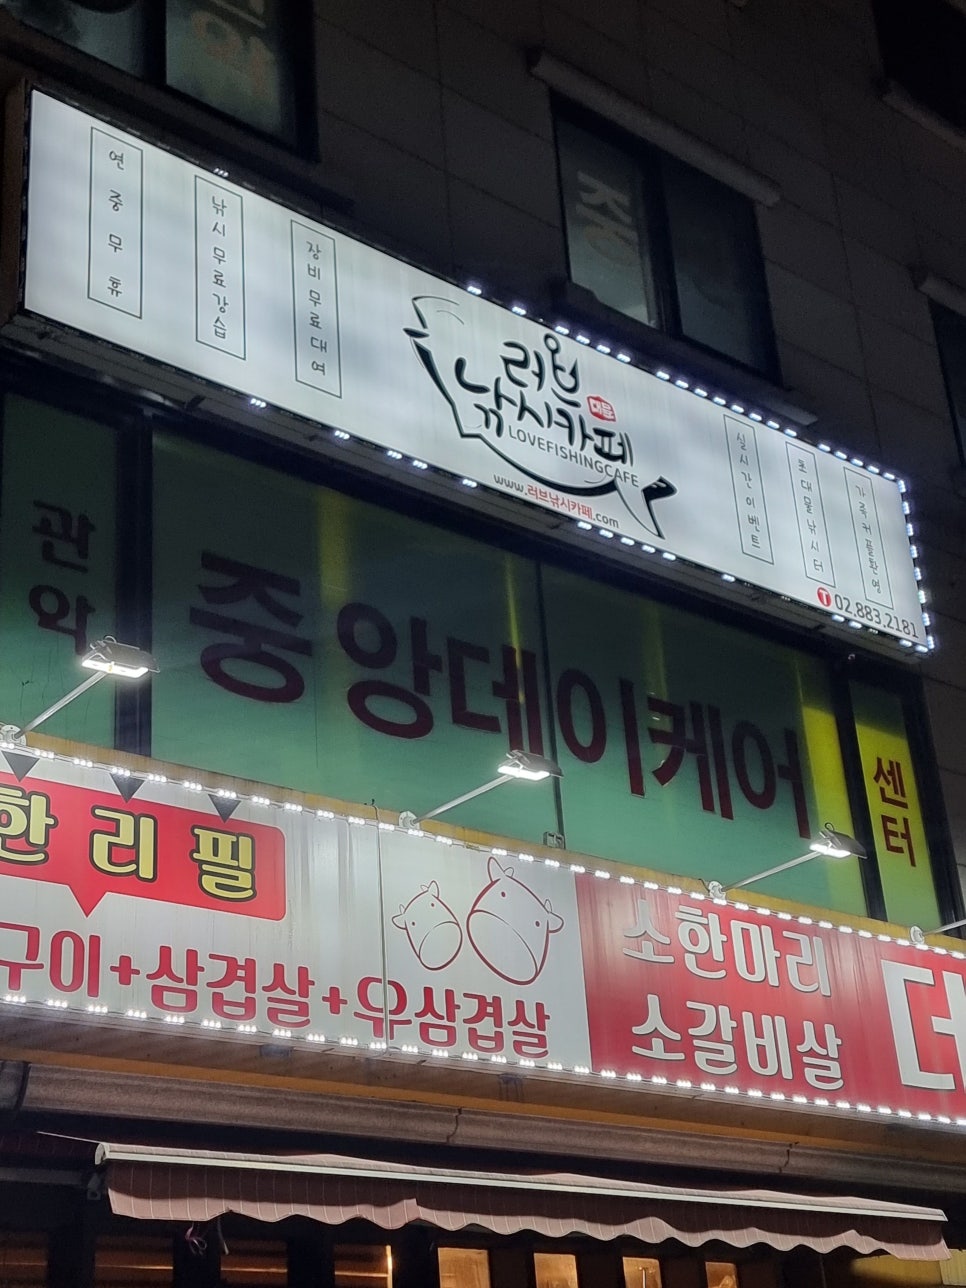 연중무휴
낚시무료강습
장비무료대여
러브
낚시카페
LOVEFISHINGCAFE
www.러브낚시카페.com
실시간이벤트
초대물낚시터
가족커플환영
T 02.883.2181
중
관악
중앙데이케어
센터
한리필
구이+삼겹살+우삼겹살
소한마리
소갈비살